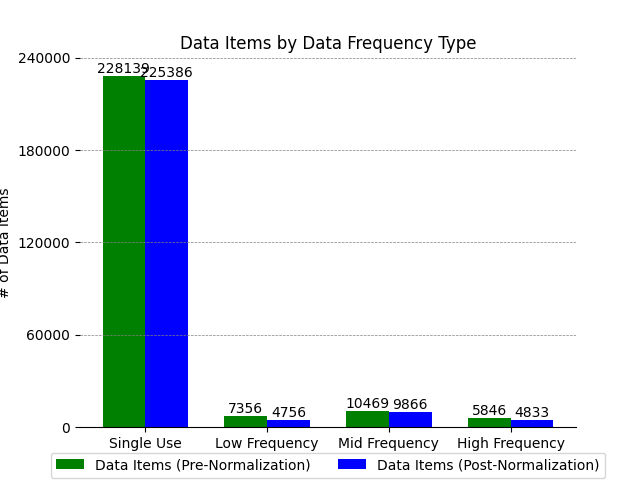 Data Items by Data Frequency Type
240000
180000
120000
60000
0
# of Data Items
228139
225386
7356
4756
10469
9866
5846
4833
Single Use
Low Frequency
Mid Frequency
High Frequency
Data Items (Pre-Normalization)
Data Items (Post-Normalization)